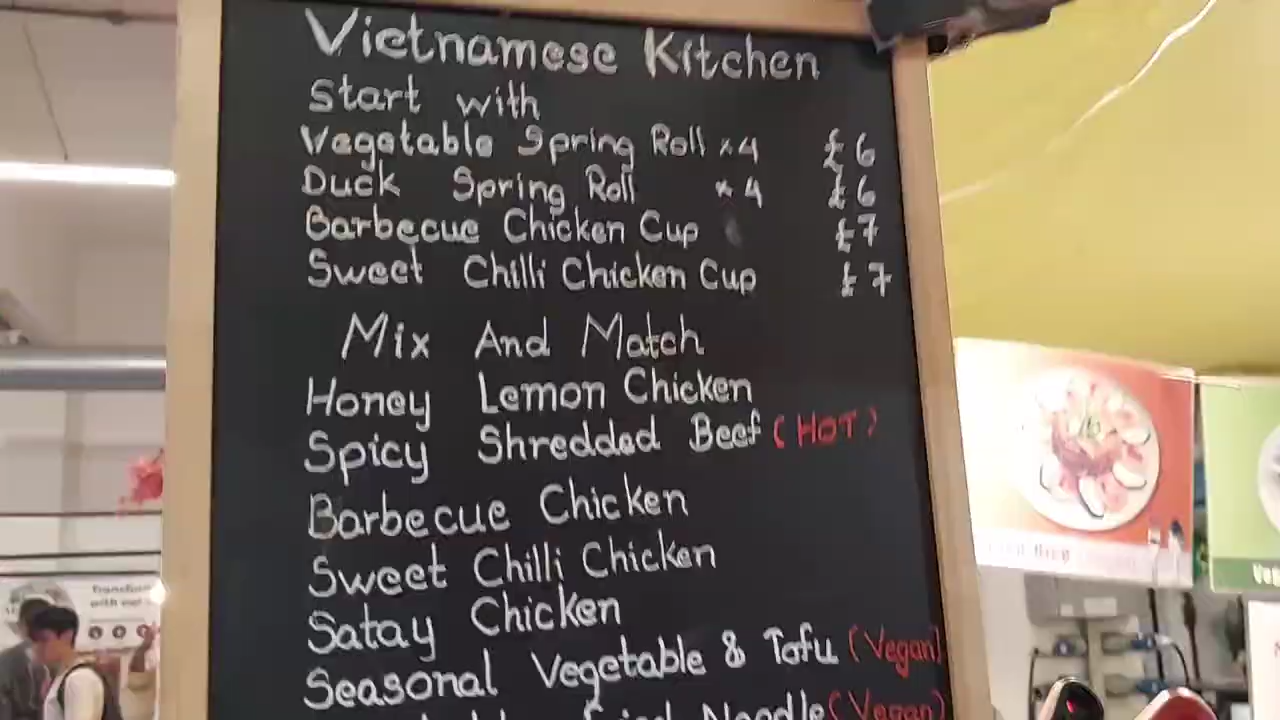 Vietnamese Kitchen
Start with
Vegetable Spring Roll x4 £6
Duck Spring Roll x4 £6
Barbecue Chicken Cup £7
Sweet Chilli Chicken Cup £7
Mix And Match
Honey Lemon Chicken
Spicy Shredded Beef (HOT)
Barbecue Chicken
Sweet Chilli Chicken
Satay Chicken
Seasonal Vegetable & Tofu (Vegan)
Noodle (Vegan)